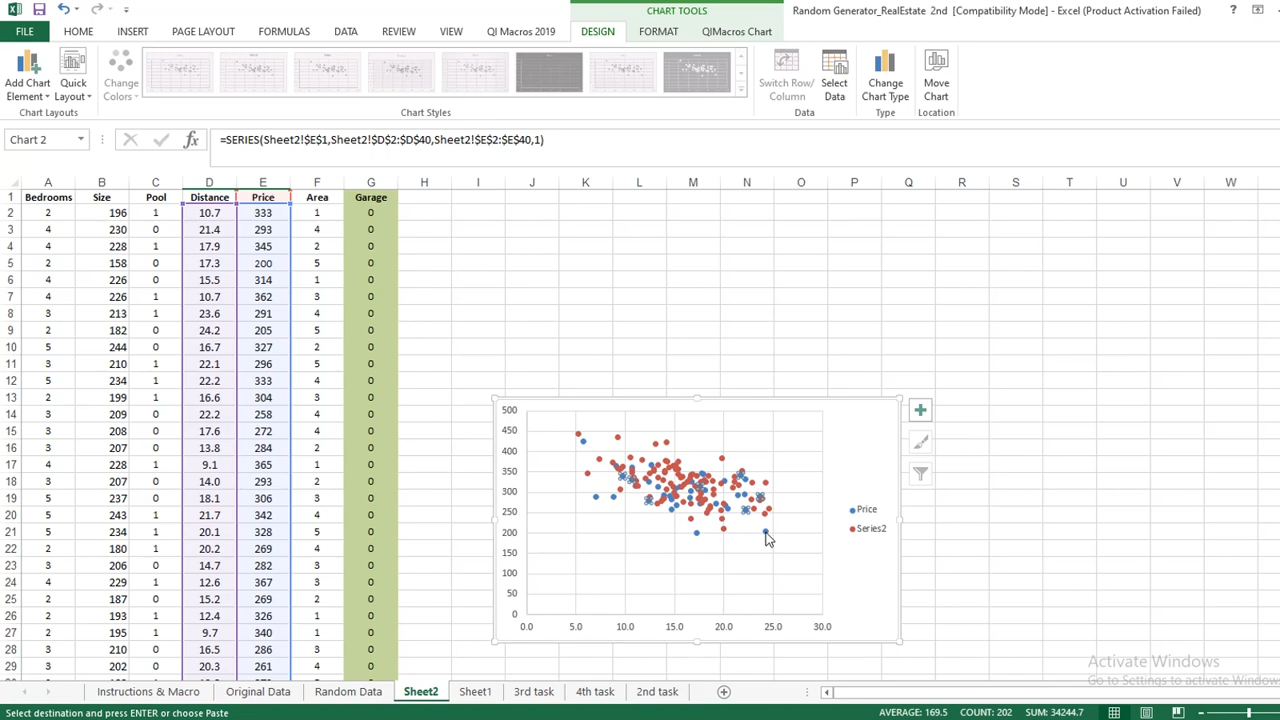 CHART TOOLS
Random Generator_RealEstate 2nd [Compatibility Mode] - Excel (Product Activation Failed)
FILE HOME INSERT PAGE LAYOUT FORMULAS DATA REVIEW VIEW QI Macros 2019 DESIGN FORMAT QIMacros Chart
Add Chart Element Quick Layout Change Colors Switch Row/ Column Select Data Change Chart Type Move Chart
Chart Layouts Chart Styles Data Type Location
Chart 2 fx =SERIES(Sheet2!$E$1,Sheet2!$D$2:$D$40,Sheet2!$E$2:$E$40,1)
A B C D E F G H I J K L M N O P Q R S T U V W
1 Bedrooms Size Pool Distance Price Area Garage
2 2 196 1 10.7 333 1 0
3 4 230 0 21.4 293 4 0
4 4 228 1 17.9 345 2 0
5 2 158 0 17.3 200 5 0
6 4 226 0 15.5 314 1 0
7 4 226 1 10.7 362 3 0
8 3 213 1 23.6 291 4 0
9 2 182 0 24.2 205 5 0
10 5 244 0 16.7 327 2 0
11 3 210 1 22.1 296 5 0
12 5 234 1 22.2 333 4 0
13 2 199 1 16.6 304 3 0
14 3 209 0 22.2 258 4 0
15 3 208 0 17.6 272 4 0
16 3 207 0 13.8 284 2 0
17 4 228 1 9.1 365 1 0
18 3 207 0 14.0 293 2 0
19 5 237 0 18.1 306 3 0
20 5 243 1 21.7 342 4 0
21 5 234 1 20.1 328 5 0
22 2 180 1 20.2 269 4 0
23 3 206 0 14.7 282 3 0
24 4 229 1 12.6 367 3 0
25 2 187 0 15.2 269 2 0
26 2 193 1 12.4 326 1 0
27 2 195 1 9.7 340 1 0
28 3 210 0 16.5 286 3 0
29 3 202 0 20.3 261 4 0
500
450
400
350
300
250
200
150
100
50
0
0.0 5.0 10.0 15.0 20.0 25.0 30.0
Price
Series2
Activate Windows
Go to Settings to activate Windows
Instructions & Macro Original Data Random Data Sheet2 Sheet1 3rd task 4th task 2nd task
Select destination and press ENTER or choose Paste AVERAGE: 169.5 COUNT: 202 SUM: 34244.7